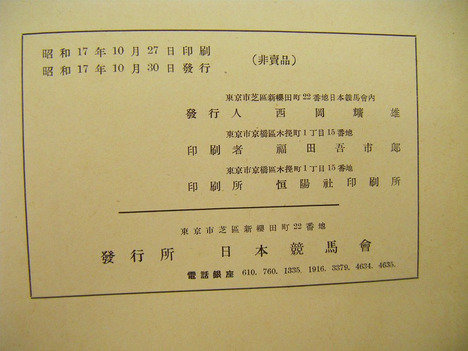 昭和17年10月27日印刷
昭和17年10月30日發行
(非賣品)
東京市芝區新櫻田町22番地日本競馬會內
發行人 西岡 雄
東京市京橋區木挽町1丁目15番地
印刷者 福田吾市郎
東京市京橋區木挽町1丁目15番地
印刷所 恒陽社印刷所
東京市芝區新櫻田町22番地
發行所 日本競馬會
電話銀座 610. 760. 1335. 1916. 3379. 4634. 4635.